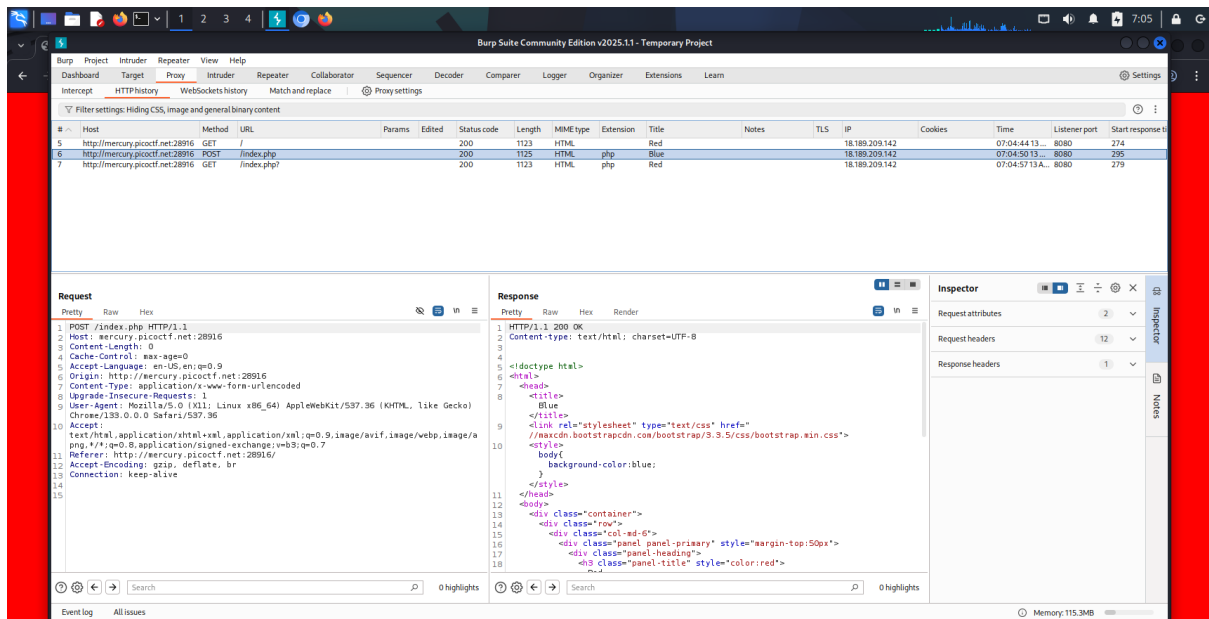 1 2 3 4 7:05
Burp Suite Community Edition v2025.1.1 - Temporary Project
Burp Project Intruder Repeater View Help
Dashboard Target Proxy Intruder Repeater Collaborator Sequencer Decoder Comparer Logger Organizer Extensions Learn Settings
Intercept HTTP history WebSockets history Match and replace Proxy settings
Filter settings: Hiding CSS, image and general binary content
# Host Method URL Params Edited Status code Length MIME type Extension Title Notes TLS IP Cookies Time Listener port Start response ti
5 http://mercury.picoctf.net:28916 GET / 200 1123 HTML Red 18.189.209.142 07:04:44 13 ... 8080 274
6 http://mercury.picoctf.net:28916 POST /index.php 200 1125 HTML php Blue 18.189.209.142 07:04:50 13 ... 8080 295
7 http://mercury.picoctf.net:28916 GET /index.php? 200 1123 HTML php Red 18.189.209.142 07:04:57 13 A... 8080 279
Request
Pretty Raw Hex \n
1 POST /index.php HTTP/1.1
2 Host: mercury.picoctf.net:28916
3 Content-Length: 0
4 Cache-Control: max-age=0
5 Accept-Language: en-US,en;q=0.9
6 Origin: http://mercury.picoctf.net:28916
7 Content-Type: application/x-www-form-urlencoded
8 Upgrade-Insecure-Requests: 1
9 User-Agent: Mozilla/5.0 (X11; Linux x86_64) AppleWebKit/537.36 (KHTML, like Gecko)
Chrome/133.0.0.0 Safari/537.36
10 Accept:
text/html,application/xhtml+xml,application/xml;q=0.9,image/avif,image/webp,image/a
png,*/*;q=0.8,application/signed-exchange;v=b3;q=0.7
11 Referer: http://mercury.picoctf.net:28916/
12 Accept-Encoding: gzip, deflate, br
13 Connection: keep-alive
14
15
Search 0 highlights
Response
Pretty Raw Hex Render \n
1 HTTP/1.1 200 OK
2 Content-type: text/html; charset=UTF-8
3
4
5 <!doctype html>
6 <html>
7 <head>
8 <title>
Blue
</title>
9 <link rel="stylesheet" type="text/css" href="
//maxcdn.bootstrapcdn.com/bootstrap/3.3.5/css/bootstrap.min.css">
10 <style>
body{
background-color:blue;
}
</style>
11 </head>
12 <body>
13 <div class="container">
14 <div class="row">
15 <div class="col-md-6">
16 <div class="panel panel-primary" style="margin-top:50px">
17 <div class="panel-heading">
18 <h3 class="panel-title" style="color:red">
Search 0 highlights
Inspector
Request attributes 2
Request headers 12
Response headers 1
Inspector
Notes
Event log All issues Memory: 115.3MB